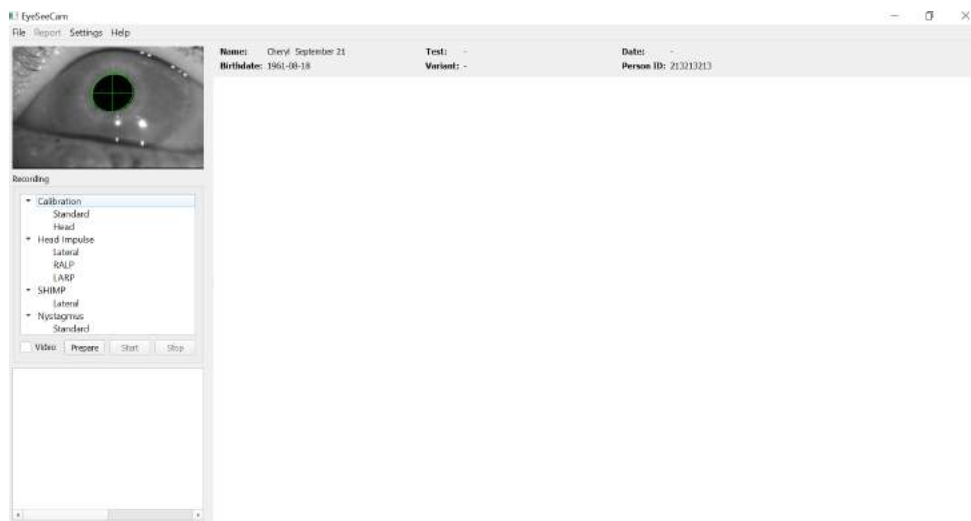 EyeSeeCam
File Report Settings Help
Name: Cheryl September 21 Test: - Date: -
Birthdate: 1961-08-18 Variant: - Person ID: 213213213
Recording
Calibration
Standard
Head
Head Impulse
Lateral
RALP
LARP
SHIMP
Lateral
Nystagmus
Standard
Video Prepare Start Stop